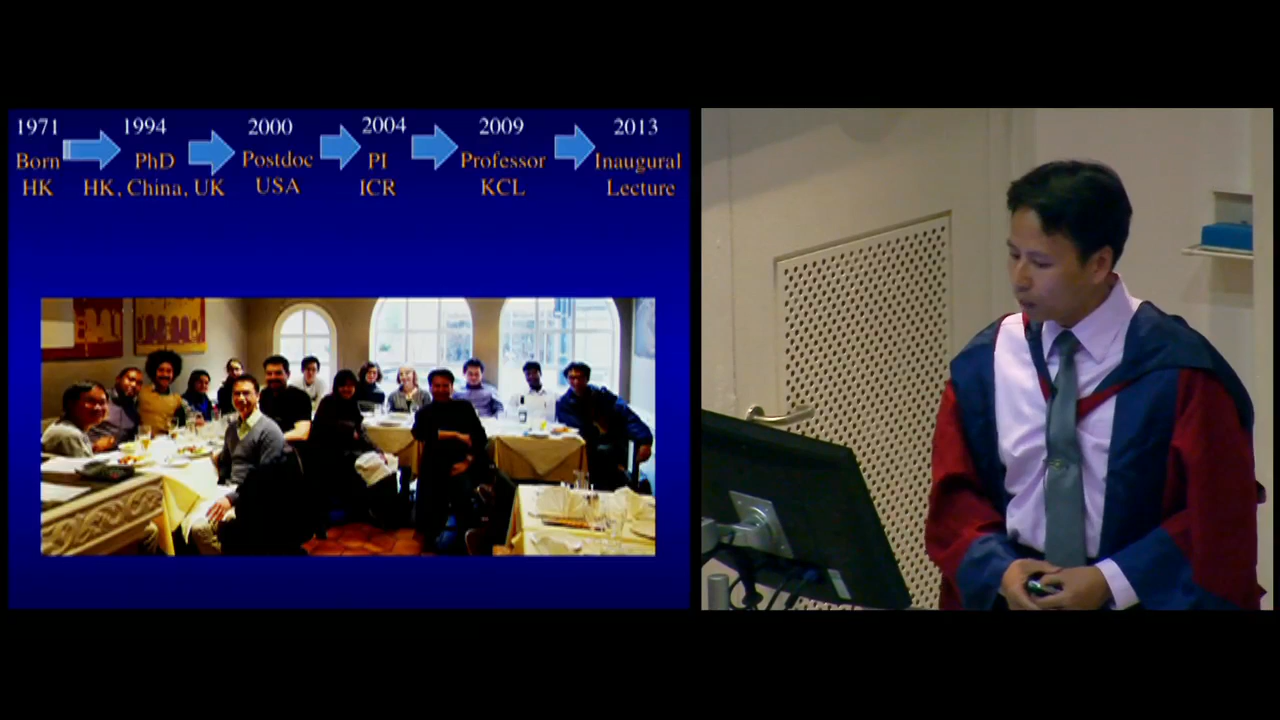 1971 1994 2000 2004 2009 2013
Born PhD Postdoc PI Professor Inaugural
HK HK, China, UK USA ICR KCL Lecture